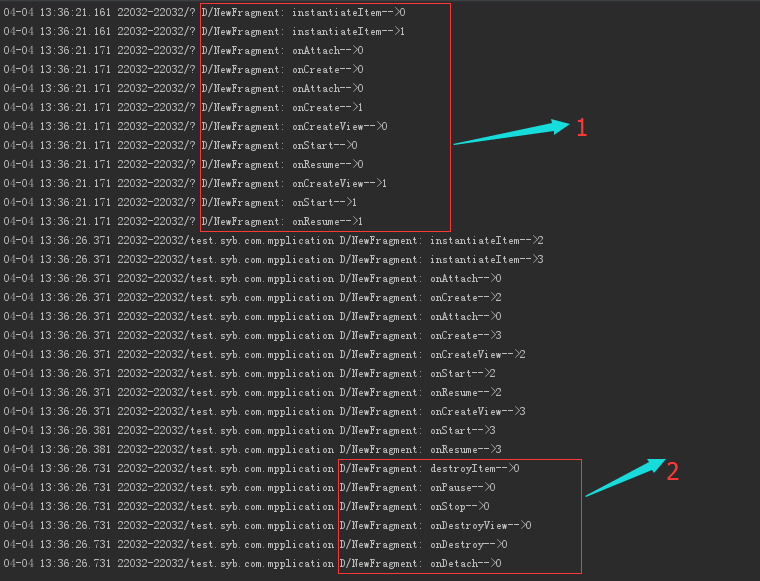 04-04 13:36:21.161 22032-22032/? D/NewFragment: instantiateItem-->0
04-04 13:36:21.161 22032-22032/? D/NewFragment: instantiateItem-->1
04-04 13:36:21.171 22032-22032/? D/NewFragment: onAttach-->0
04-04 13:36:21.171 22032-22032/? D/NewFragment: onCreate-->0
04-04 13:36:21.171 22032-22032/? D/NewFragment: onAttach-->0
04-04 13:36:21.171 22032-22032/? D/NewFragment: onCreate-->1
04-04 13:36:21.171 22032-22032/? D/NewFragment: onCreateView-->0
1
04-04 13:36:21.171 22032-22032/? D/NewFragment: onStart-->0
04-04 13:36:21.171 22032-22032/? D/NewFragment: onResume-->0
04-04 13:36:21.171 22032-22032/? D/NewFragment: onCreateView-->1
04-04 13:36:21.171 22032-22032/? D/NewFragment: onStart-->1
04-04 13:36:21.171 22032-22032/? D/NewFragment: onResume-->1
04-04 13:36:26.371 22032-22032/test.syb.com.mpplication D/NewFragment: instantiateItem-->2
04-04 13:36:26.371 22032-22032/test.syb.com.mpplication D/NewFragment: instantiateItem-->3
04-04 13:36:26.371 22032-22032/test.syb.com.mpplication D/NewFragment: onAttach-->0
04-04 13:36:26.371 22032-22032/test.syb.com.mpplication D/NewFragment: onCreate-->2
04-04 13:36:26.371 22032-22032/test.syb.com.mpplication D/NewFragment: onAttach-->0
04-04 13:36:26.371 22032-22032/test.syb.com.mpplication D/NewFragment: onCreate-->3
04-04 13:36:26.371 22032-22032/test.syb.com.mpplication D/NewFragment: onCreateView-->2
04-04 13:36:26.371 22032-22032/test.syb.com.mpplication D/NewFragment: onStart-->2
04-04 13:36:26.371 22032-22032/test.syb.com.mpplication D/NewFragment: onResume-->2
04-04 13:36:26.371 22032-22032/test.syb.com.mpplication D/NewFragment: onCreateView-->3
04-04 13:36:26.381 22032-22032/test.syb.com.mpplication D/NewFragment: onStart-->3
04-04 13:36:26.381 22032-22032/test.syb.com.mpplication D/NewFragment: onResume-->3
04-04 13:36:26.731 22032-22032/test.syb.com.mpplication D/NewFragment: destroyItem-->0
2
04-04 13:36:26.731 22032-22032/test.syb.com.mpplication D/NewFragment: onPause-->0
04-04 13:36:26.731 22032-22032/test.syb.com.mpplication D/NewFragment: onStop-->0
04-04 13:36:26.731 22032-22032/test.syb.com.mpplication D/NewFragment: onDestroyView-->0
04-04 13:36:26.731 22032-22032/test.syb.com.mpplication D/NewFragment: onDestroy-->0
04-04 13:36:26.731 22032-22032/test.syb.com.mpplication D/NewFragment: onDetach-->0